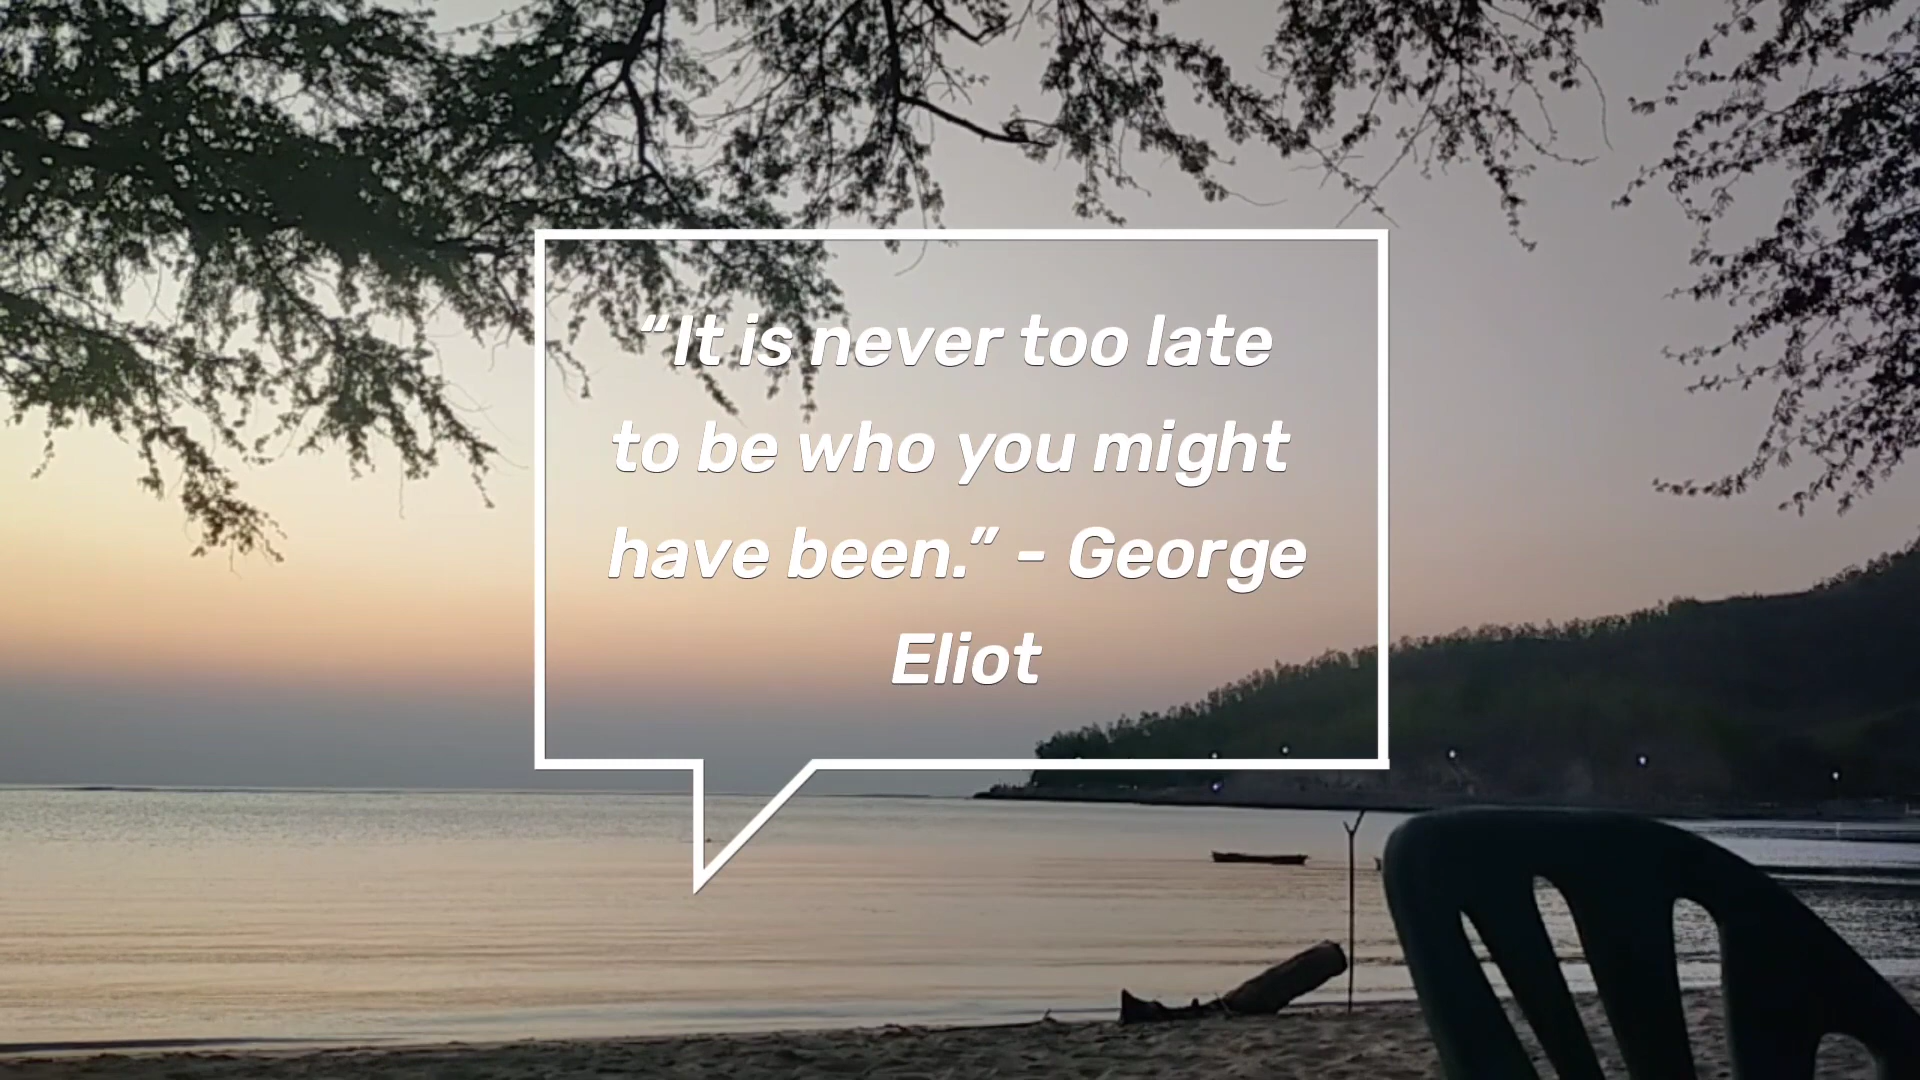 “It is never too late
to be who you might
have been.” - George
Eliot